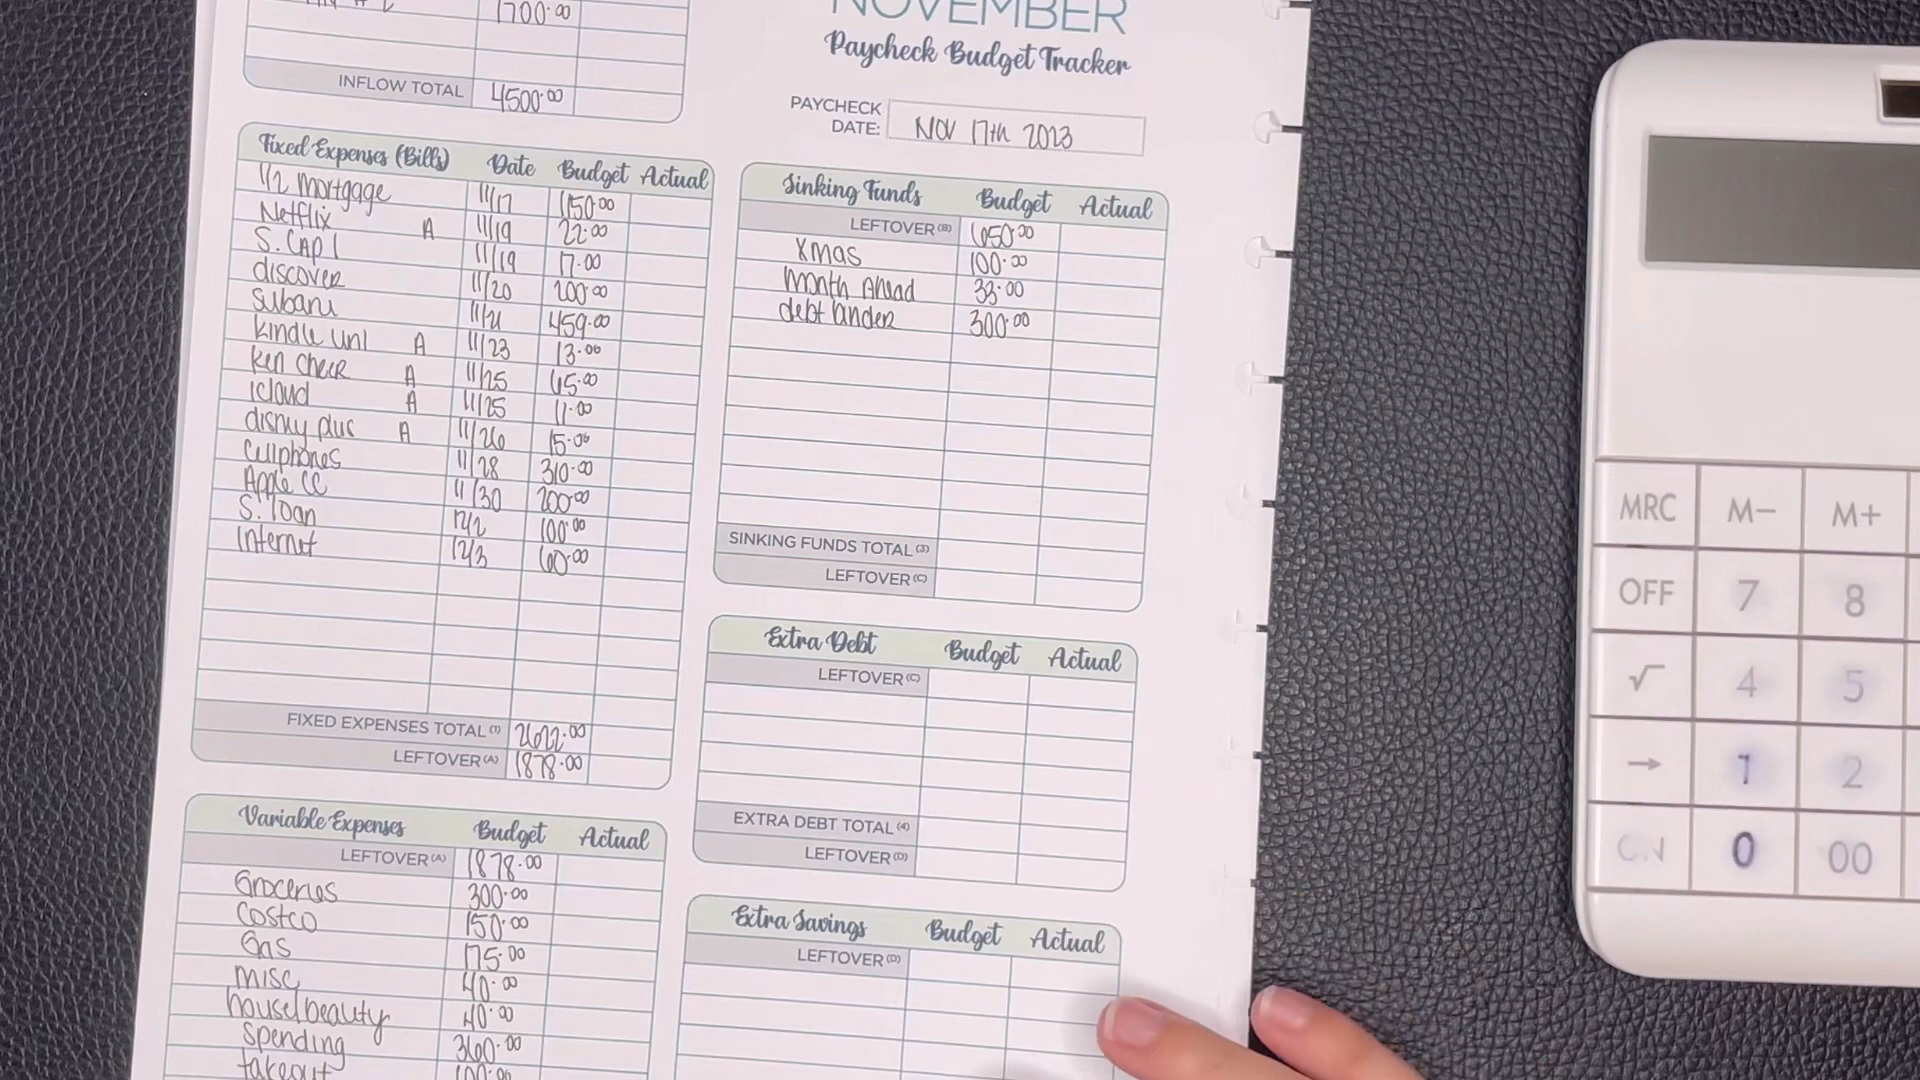 1700.00
INFLOW TOTAL 4500.00
NOVEMBER
Paycheck Budget Tracker
PAYCHECK DATE: NOV 17th 2023
Fixed Expenses (Bills) Date Budget Actual
1/2 mortgage 11/17 1150.00
Netflix A 11/19 22.00
S. CAP 1 11/19 17.00
discover 11/20 200.00
Subaru 11/21 459.00
kindle unl A 11/23 13.00
ken check A 11/25 65.00
icloud A 11/25 11.00
disney plus A 11/26 15.00
Cellphones 11/28 310.00
Apple CC 11/30 200.00
S. loan 12/2 100.00
Internet 12/3 60.00
FIXED EXPENSES TOTAL (1) 2622.00
LEFTOVER (A) 1878.00
Variable Expenses Budget Actual
LEFTOVER (A) 1878.00
Groceries 300.00
Costco 150.00
Gas 175.00
misc 40.00
house/beauty 40.00
Spending 360.00
takeout 100.00
Sinking Funds Budget Actual
LEFTOVER (B) 650.00
Xmas 100.00
Month Ahead 33.00
300.00
SINKING FUNDS TOTAL (3)
LEFTOVER (C)
Extra Debt Budget Actual
LEFTOVER (C)
EXTRA DEBT TOTAL (4)
LEFTOVER (D)
Extra Savings Budget Actual
LEFTOVER (D)
MRC M− M+
OFF 7 8
√ 4 5
→ 1 2
0 00